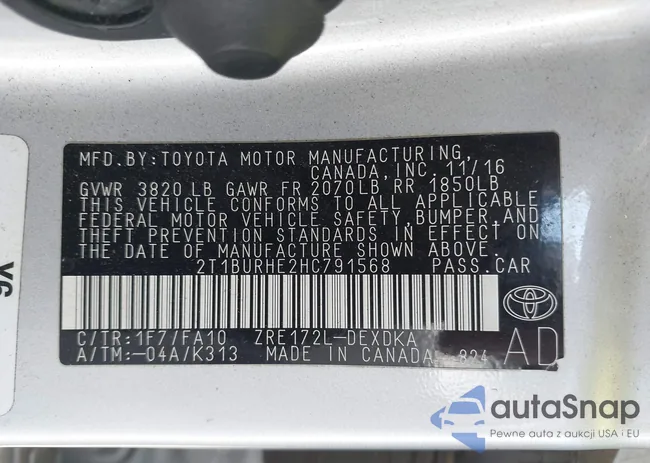 MFD. BY: TOYOTA MOTOR MANUFACTURING,
CANADA, INC. 11/16
GVWR 3820 LB GAWR FR 2070LB RR 1850LB
THIS VEHICLE CONFORMS TO ALL APPLICABLE
FEDERAL MOTOR VEHICLE SAFETY, BUMPER, AND
THEFT PREVENTION STANDARDS IN EFFECT ON
THE DATE OF MANUFACTURE SHOWN ABOVE.
2T1BURHE2HC791568 PASS. CAR
C/TR: 1F7/FA10 ZRE172L-DEXDKA
A/TM: -04A/K313 MADE IN CANADA 824
AD
autaSnap
Pewne auta z aukcji USA i EU